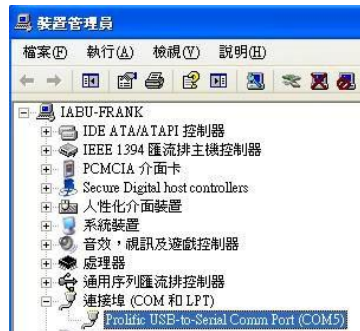 裝置管理員
檔案(F) 執行(A) 檢視(V) 說明(H)
IABU-FRANK
IDE ATA/ATAPI 控制器
IEEE 1394 匯流排主機控制器
PCMCIA 介面卡
Secure Digital host controllers
人性化介面裝置
系統裝置
音效，視訊及遊戲控制器
處理器
通用序列匯流排控制器
連接埠 (COM 和 LPT)
Prolific USB-to-Serial Comm Port (COM5)